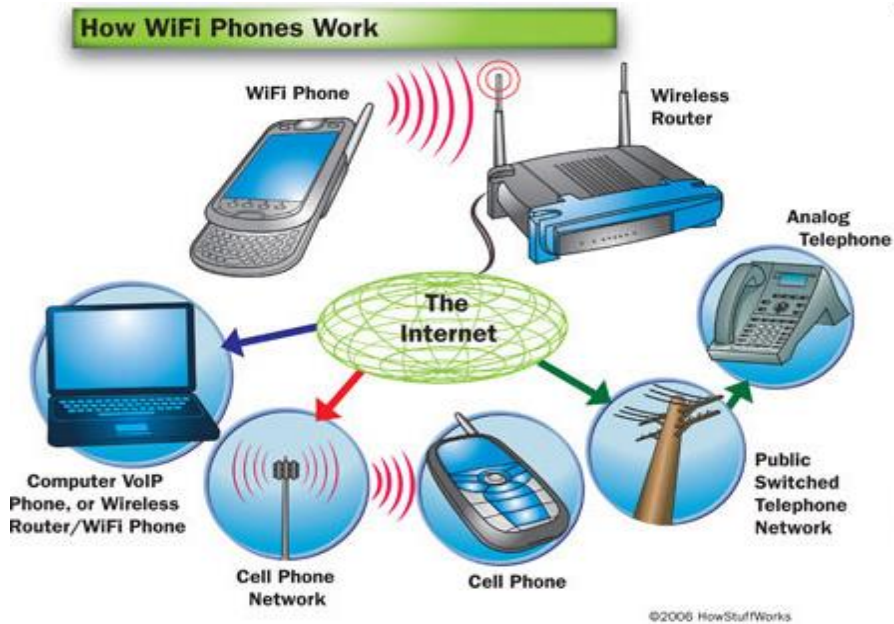 How WiFi Phones Work
WiFi Phone
Wireless
Router
Analog
Telephone
The
Internet
Computer VoIP
Phone, or Wireless
Router/WiFi Phone
Cell Phone
Network
Cell Phone
Public
Switched
Telephone
Network
©2006 HowStuffWorks